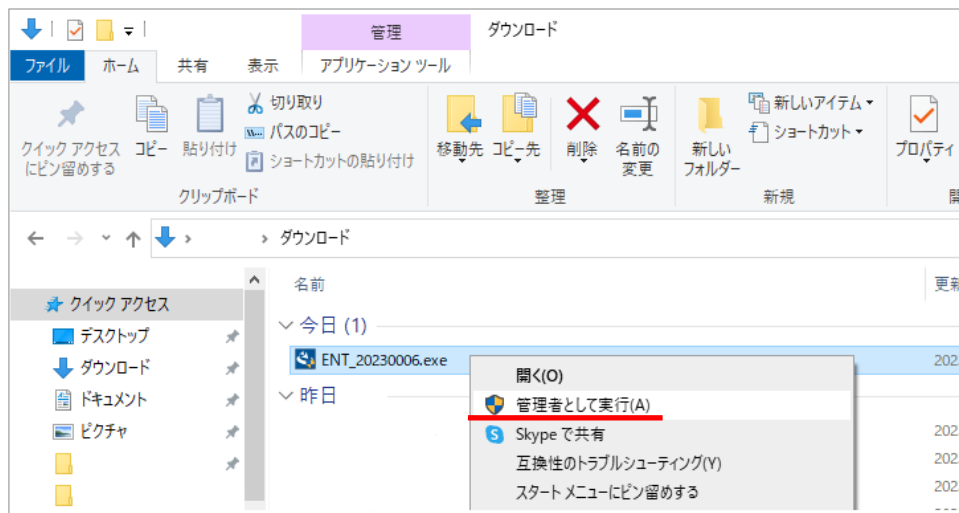 管理
ダウンロード
ファイル ホーム 共有 表示 アプリケーション ツール
クイック アクセス
にピン留めする
コピー
貼り付け
切り取り
パスのコピー
ショートカットの貼り付け
クリップボード
移動先
コピー先
削除
名前の
変更
整理
新しい
フォルダー
新しいアイテム
ショートカット
新規
プロパティ
ダウンロード
名前
クイック アクセス
デスクトップ
ダウンロード
ドキュメント
ピクチャ
今日 (1)
ENT_20230006.exe
昨日
開く(O)
管理者として実行(A)
Skype で共有
互換性のトラブルシューティング(Y)
スタート メニューにピン留めする
202
202
202
202